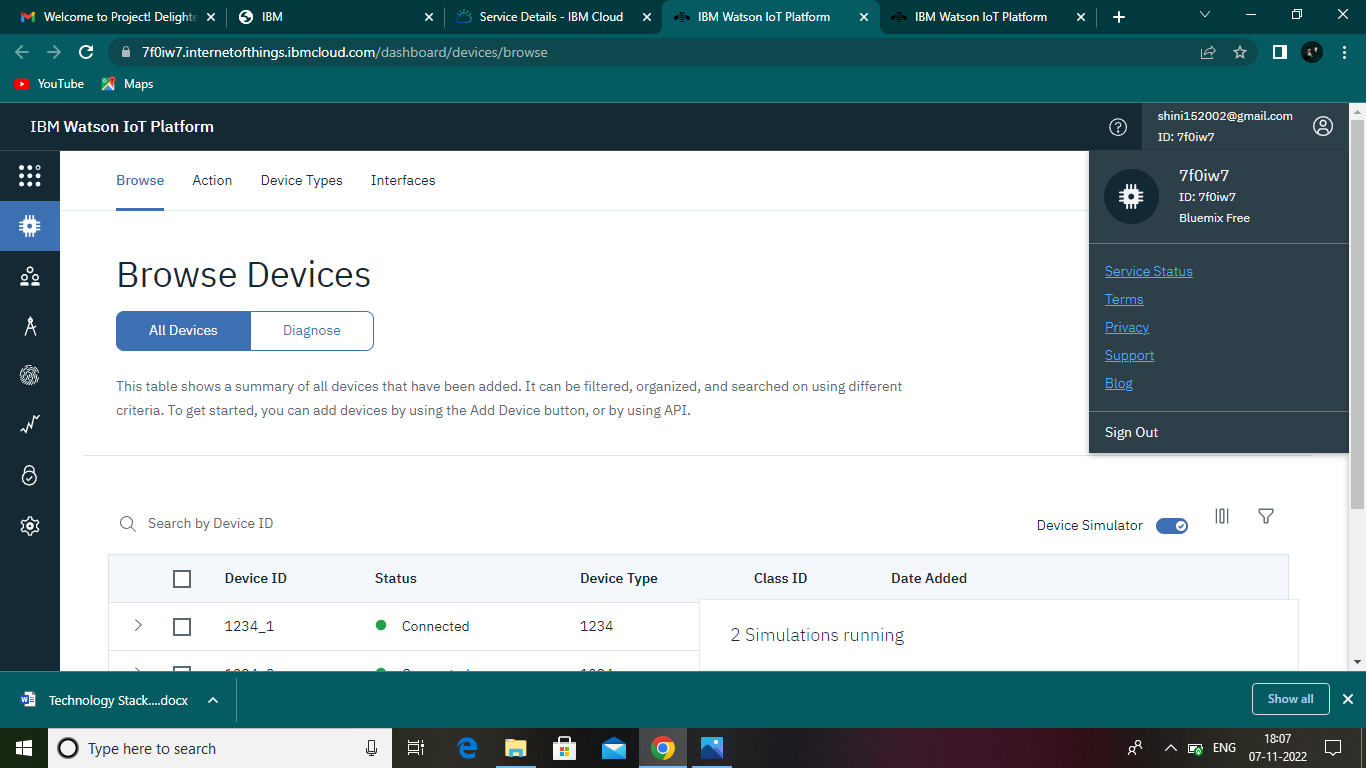 Welcome to Project! Delighte
IBM
Service Details - IBM Cloud
IBM Watson IoT Platform
IBM Watson IoT Platform
7f0iw7.internetofthings.ibmcloud.com/dashboard/devices/browse
YouTube
Maps
IBM Watson IoT Platform
shini152002@gmail.com
ID: 7f0iw7
Browse
Action
Device Types
Interfaces
7f0iw7
ID: 7f0iw7
Bluemix Free
Service Status
Terms
Privacy
Support
Blog
Sign Out
Browse Devices
All Devices
Diagnose
This table shows a summary of all devices that have been added. It can be filtered, organized, and searched on using different
criteria. To get started, you can add devices by using the Add Device button, or by using API.
Search by Device ID
Device Simulator
Device ID
Status
Device Type
Class ID
Date Added
1234_1
Connected
1234
2 Simulations running
Technology Stack....docx
Show all
Type here to search
ENG
18:07
07-11-2022